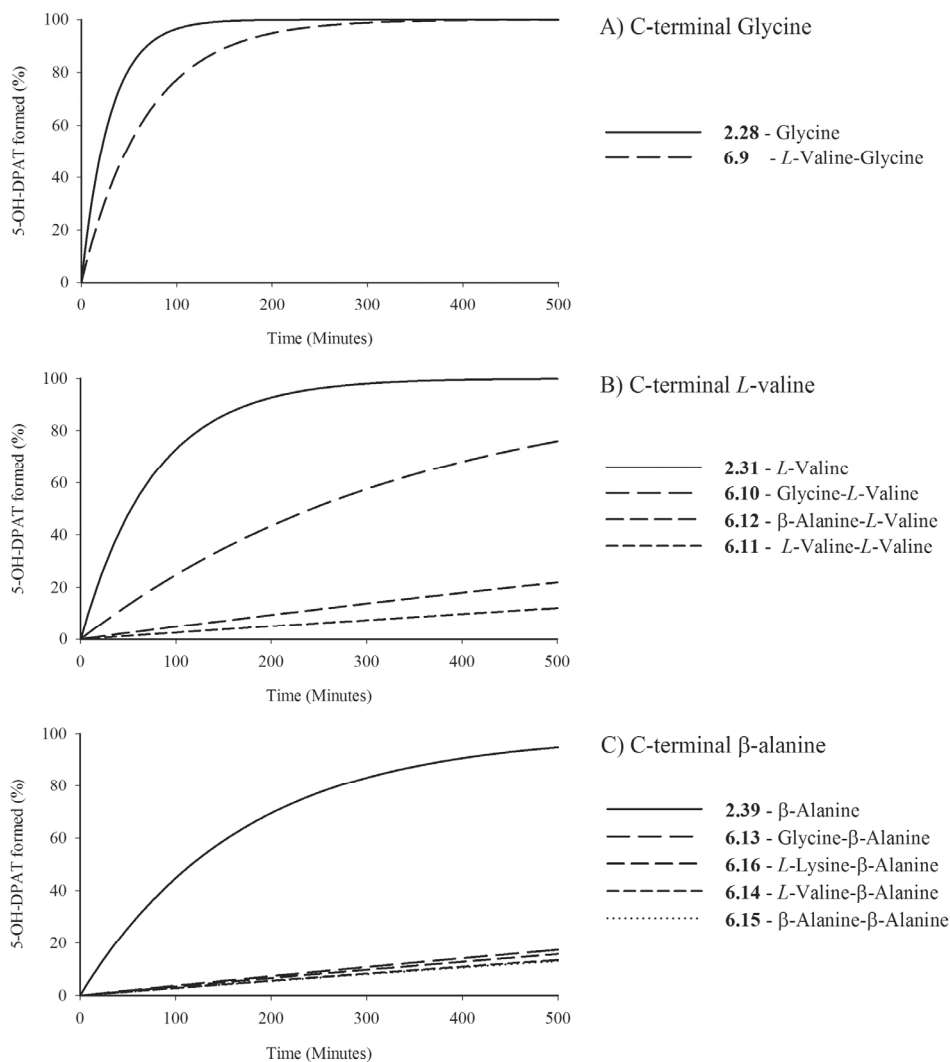 A) C-terminal Glycine
100
80
60
40
20
0
5-OH-DPAT formed (%)
0 100 200 300 400 500
Time (Minutes)
2.28 - Glycine
6.9 - L-Valine-Glycine
B) C-terminal L-valine
100
80
60
40
20
0
5-OH-DPAT formed (%)
0 100 200 300 400 500
Time (Minutes)
2.31 - L-Valinc
6.10 - Glycine-L-Valine
6.12 - β-Alanine-L-Valine
6.11 - L-Valine-L-Valine
C) C-terminal β-alanine
100
80
60
40
20
0
5-OH-DPAT formed (%)
0 100 200 300 400 500
Time (Minutes)
2.39 - β-Alanine
6.13 - Glycine-β-Alanine
6.16 - L-Lysine-β-Alanine
6.14 - L-Valine-β-Alanine
6.15 - β-Alanine-β-Alanine